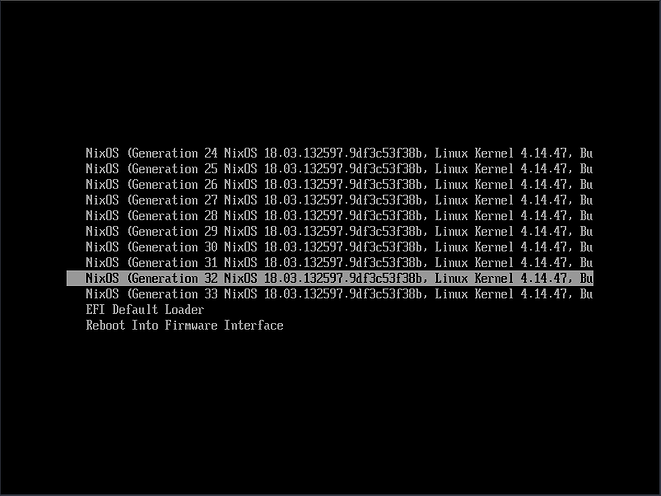 NixOS (Generation 24 NixOS 18.03.132597.9df3c53f38b, Linux Kernel 4.14.47, Bu
NixOS (Generation 25 NixOS 18.03.132597.9df3c53f38b, Linux Kernel 4.14.47, Bu
NixOS (Generation 26 NixOS 18.03.132597.9df3c53f38b, Linux Kernel 4.14.47, Bu
NixOS (Generation 27 NixOS 18.03.132597.9df3c53f38b, Linux Kernel 4.14.47, Bu
NixOS (Generation 28 NixOS 18.03.132597.9df3c53f38b, Linux Kernel 4.14.47, Bu
NixOS (Generation 29 NixOS 18.03.132597.9df3c53f38b, Linux Kernel 4.14.47, Bu
NixOS (Generation 30 NixOS 18.03.132597.9df3c53f38b, Linux Kernel 4.14.47, Bu
NixOS (Generation 31 NixOS 18.03.132597.9df3c53f38b, Linux Kernel 4.14.47, Bu
NixOS (Generation 32 NixOS 18.03.132597.9df3c53f38b, Linux Kernel 4.14.47, Bu
NixOS (Generation 33 NixOS 18.03.132597.9df3c53f38b, Linux Kernel 4.14.47, Bu
EFI Default Loader
Reboot Into Firmware Interface